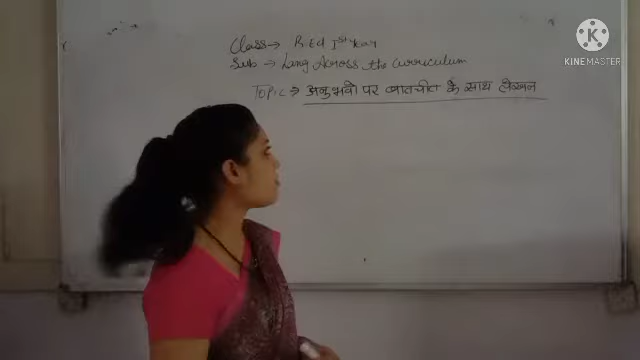 Class → B.Ed Ist Year
Sub → Lang Across the Curriculum
Topic → अनुभवो पर बातचीत के साथ लेखन
KINEMASTER